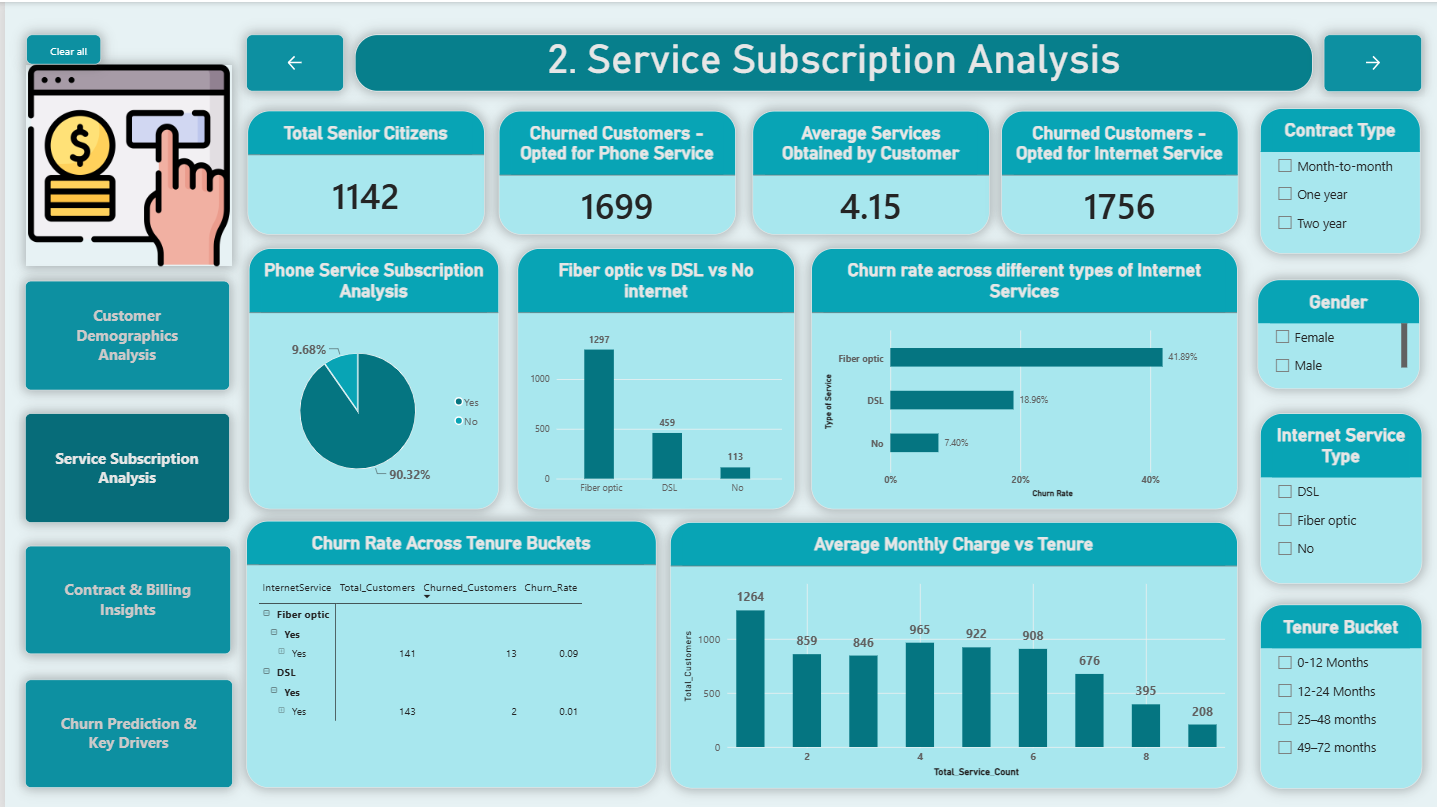 Clear all
←
2. Service Subscription Analysis
→
$
Customer
Demographics
Analysis
Service Subscription
Analysis
Contract & Billing
Insights
Churn Prediction &
Key Drivers
Total Senior Citizens
1142
Churned Customers -
Opted for Phone Service
1699
Average Services
Obtained by Customer
4.15
Churned Customers -
Opted for Internet Service
1756
Phone Service Subscription
Analysis
9.68%
90.32%
Yes
No
Fiber optic vs DSL vs No
internet
1297
459
113
1000
500
0
Fiber optic DSL No
Churn rate across different types of Internet
Services
Type of Service
Fiber optic 41.89%
DSL 18.96%
No 7.40%
0% 20% 40%
Churn Rate
Churn Rate Across Tenure Buckets
InternetService Total_Customers Churned_Customers Churn_Rate
Fiber optic
Yes
Yes 141 13 0.09
DSL
Yes
Yes 143 2 0.01
Average Monthly Charge vs Tenure
Total_Customers
1264 859 846 965 922 908 676 395 208
1000
500
0
2 4 6 8
Total_Service_Count
Contract Type
Month-to-month
One year
Two year
Gender
Female
Male
Internet Service
Type
DSL
Fiber optic
No
Tenure Bucket
0-12 Months
12-24 Months
25–48 months
49–72 months